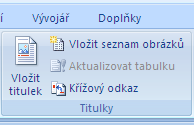 í Vývojář Doplňky
Vložit titulek
Vložit seznam obrázků
Aktualizovat tabulku
Křížový odkaz
Titulky